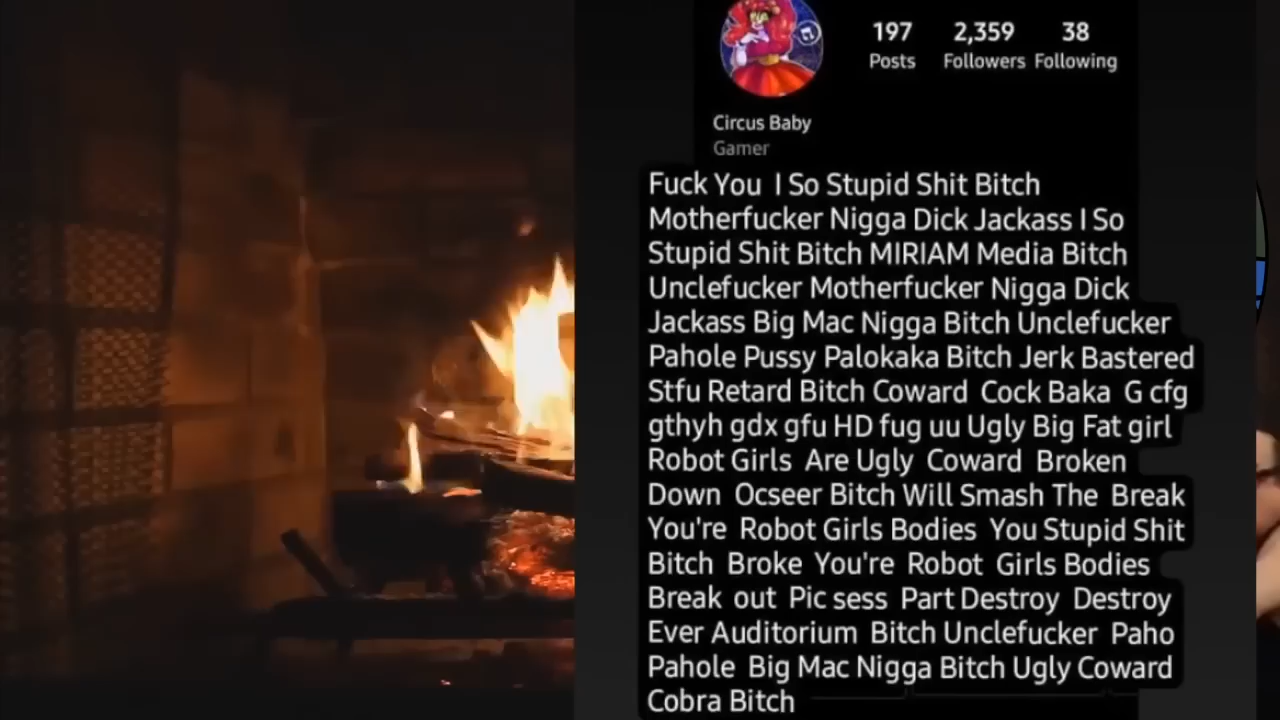 197 2,359 38
Posts Followers Following
Circus Baby
Gamer
Fuck You I So Stupid Shit Bitch
Motherfucker Nigga Dick Jackass I So
Stupid Shit Bitch MIRIAM Media Bitch
Unclefucker Motherfucker Nigga Dick
Jackass Big Mac Nigga Bitch Unclefucker
Pahole Pussy Palokaka Bitch Jerk Bastered
Stfu Retard Bitch Coward Cock Baka G cfg
gthyh gdx gfu HD fug uu Ugly Big Fat girl
Robot Girls Are Ugly Coward Broken
Down Ocseer Bitch Will Smash The Break
You're Robot Girls Bodies You Stupid Shit
Bitch Broke You're Robot Girls Bodies
Break out Pic sess Part Destroy Destroy
Ever Auditorium Bitch Unclefucker Paho
Pahole Big Mac Nigga Bitch Ugly Coward
Cobra Bitch